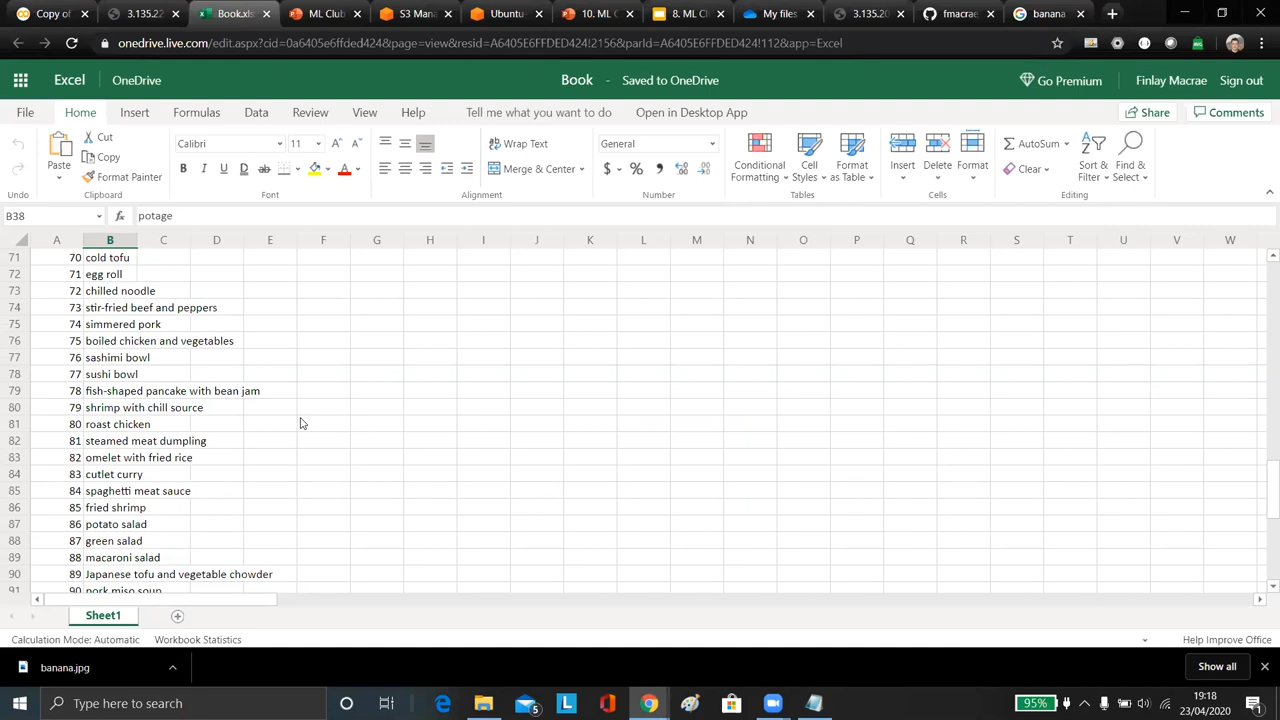 Copy of
3.135.22
Book.xls
ML Club
S3 Mana
Ubuntu-
10. ML C
8. ML Cl
My files
3.135.20
fmacrae
banana
onedrive.live.com/edit.aspx?cid=0a6405e6ffded424&page=view&resid=A6405E6FFDED424!2156&parId=A6405E6FFDED424!112&app=Excel
Excel OneDrive Book - Saved to OneDrive Go Premium Finlay Macrae Sign out
File Home Insert Formulas Data Review View Help Tell me what you want to do Open in Desktop App Share Comments
Undo
Paste
Cut
Copy
Format Painter
Clipboard
Calibri 11
B I U D ab
Font
Wrap Text
Merge & Center
Alignment
General
$ % ,
Number
Conditional Formatting
Cell Styles
Format as Table
Tables
Insert Delete Format
Cells
AutoSum
Clear
Sort & Filter
Find & Select
Editing
B38 fx potage
A B C D E F G H I J K L M N O P Q R S T U V W
71 70 cold tofu
72 71 egg roll
73 72 chilled noodle
74 73 stir-fried beef and peppers
75 74 simmered pork
76 75 boiled chicken and vegetables
77 76 sashimi bowl
78 77 sushi bowl
79 78 fish-shaped pancake with bean jam
80 79 shrimp with chill source
81 80 roast chicken
82 81 steamed meat dumpling
83 82 omelet with fried rice
84 83 cutlet curry
85 84 spaghetti meat sauce
86 85 fried shrimp
87 86 potato salad
88 87 green salad
89 88 macaroni salad
90 89 Japanese tofu and vegetable chowder
91 90 pork miso soup
Sheet1
Calculation Mode: Automatic Workbook Statistics Help Improve Office
banana.jpg Show all
Type here to search
5
L
95%
19:18
23/04/2020
1